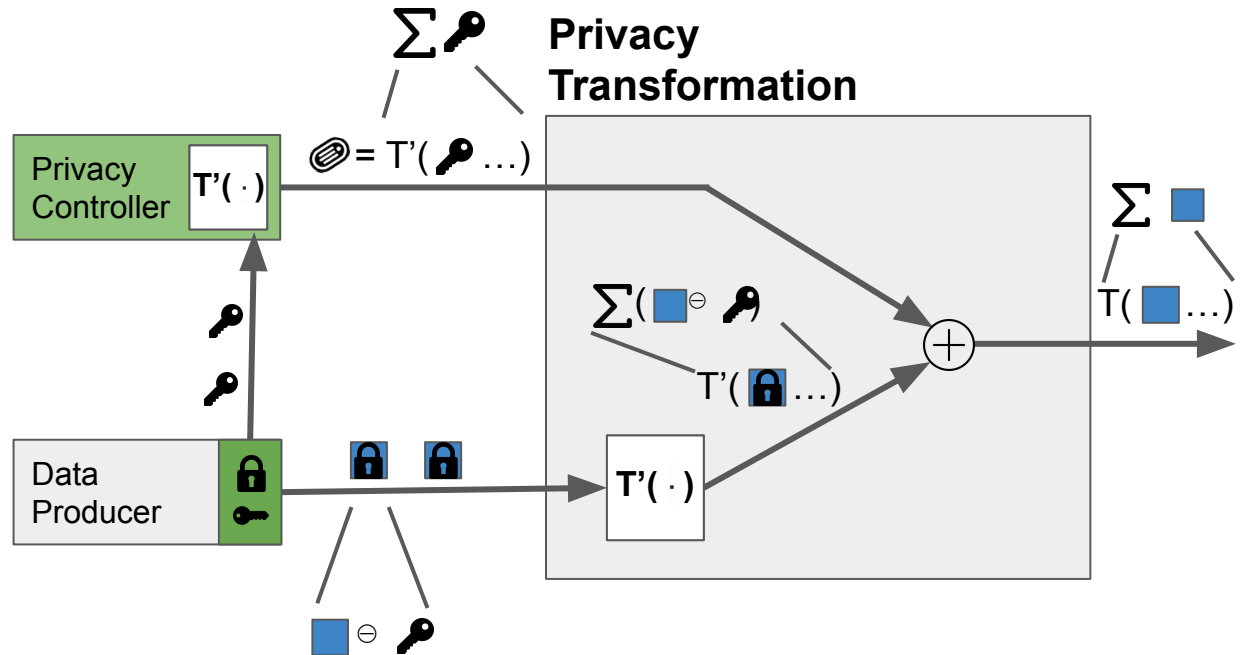 Σ
Privacy
Transformation
= T'( …)
Privacy
Controller
T'( · )
Σ
T( …)
Σ( ⊖ )
T'( …)
+
Data
Producer
T'( · )
⊖